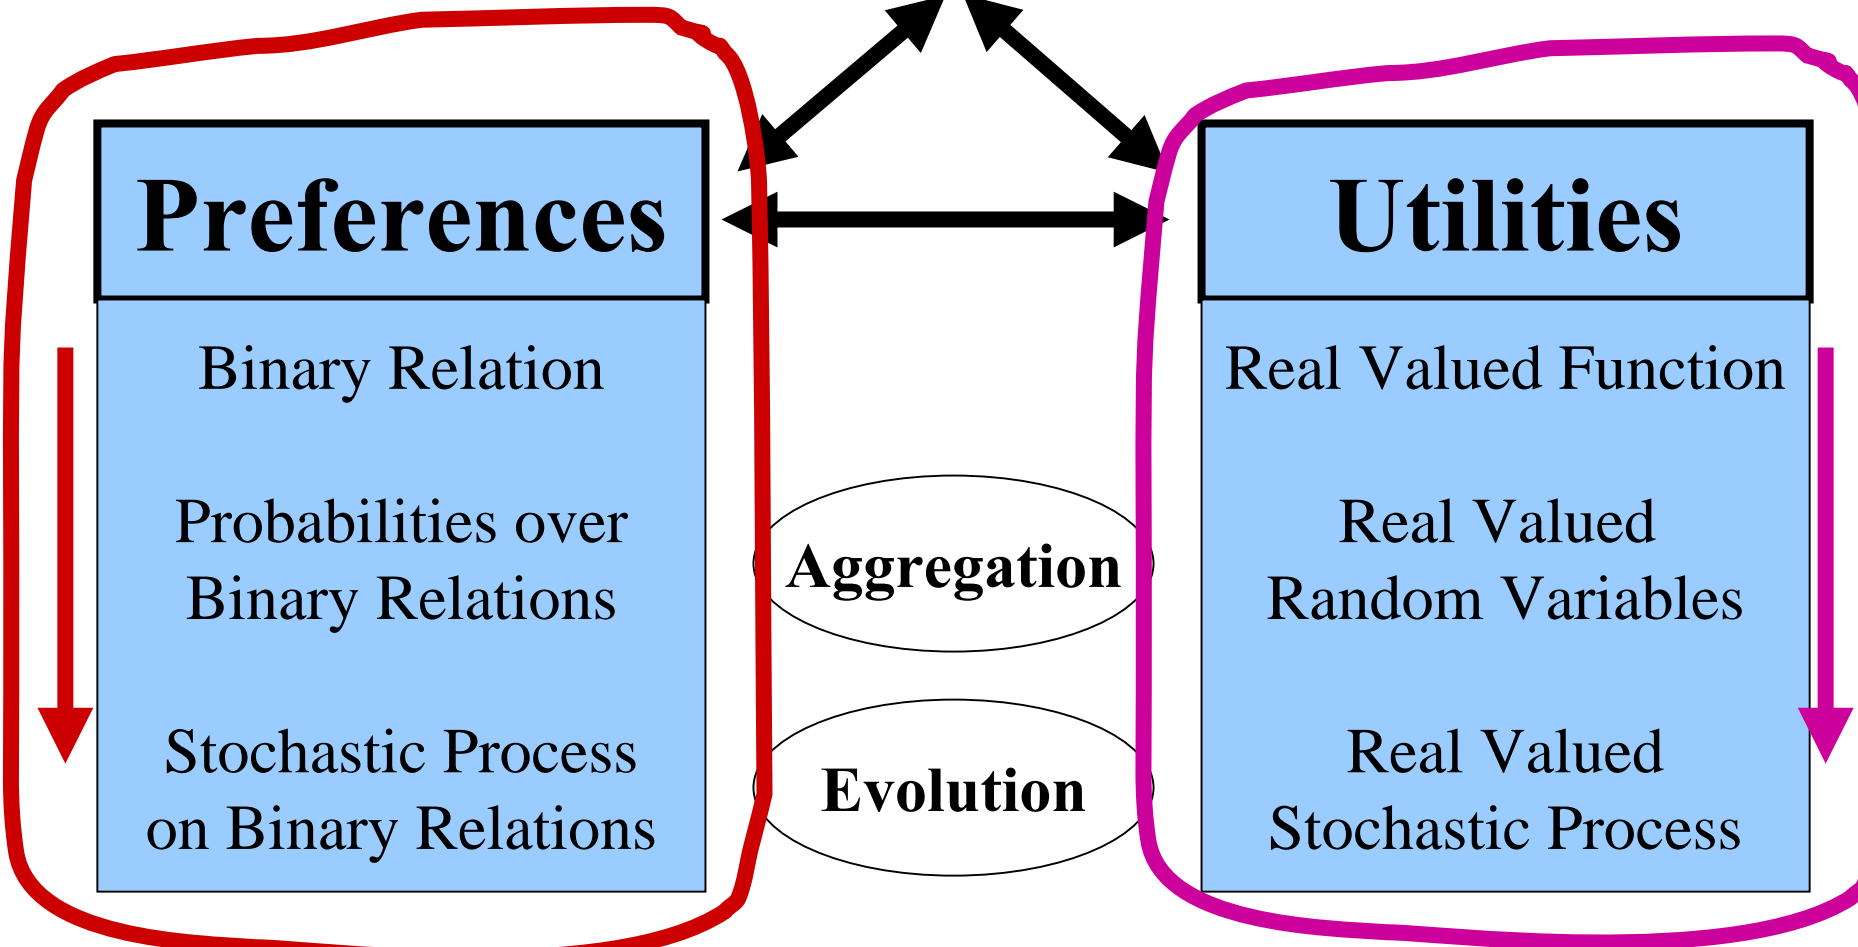 Preferences
Binary Relation
Probabilities over
Binary Relations
Stochastic Process
on Binary Relations
Aggregation
Evolution
Utilities
Real Valued Function
Real Valued
Random Variables
Real Valued
Stochastic Process